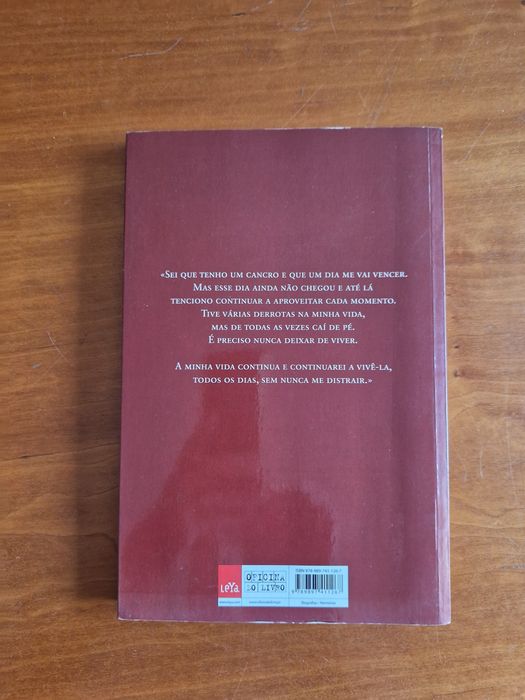 «Sei que tenho um cancro e que um dia me vai vencer.
Mas esse dia ainda não chegou e até lá
tenciono continuar a aproveitar cada momento.
Tive várias derrotas na minha vida,
mas de todas as vezes caí de pé.
É preciso nunca deixar de viver.
A minha vida continua e continuarei a vivê-la,
todos os dias, sem nunca me distrair.»
LeYa
OFICINA
DO LIVRO
Biografias - Memórias